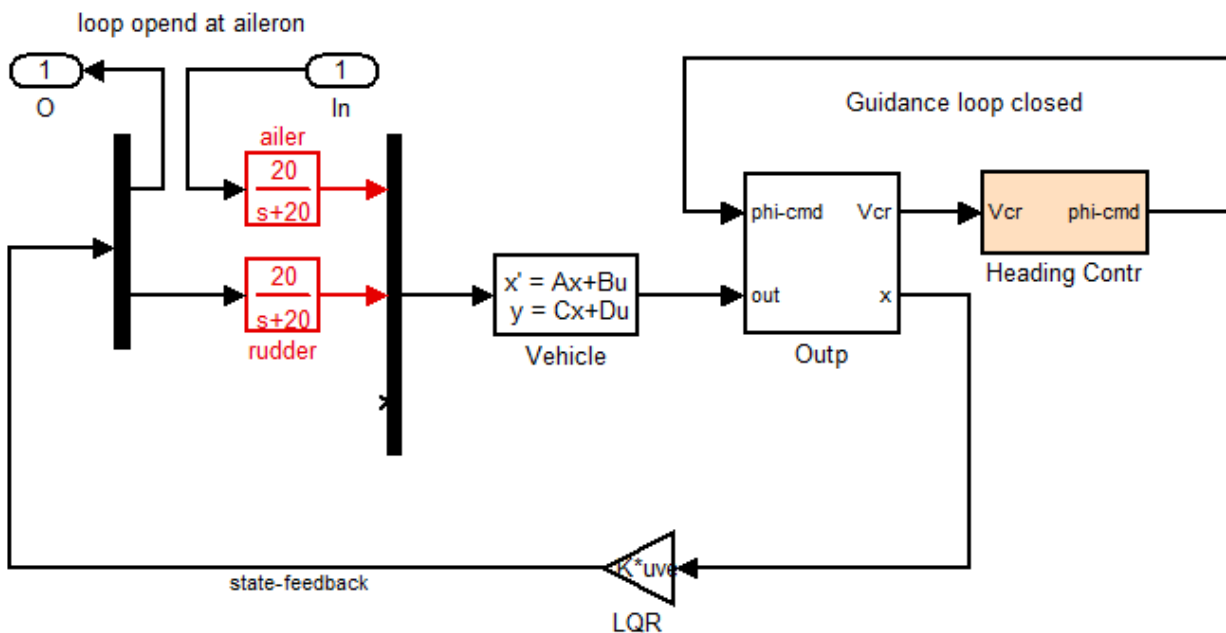 loop opend at aileron
1
O
1
In
Guidance loop closed
ailer
20
s+20
20
s+20
rudder
x' = Ax+Bu
y = Cx+Du
Vehicle
phi-cmd
Vcr
out
x
Outp
Vcr
phi-cmd
Heading Contr
K*uve
LQR
state-feedback